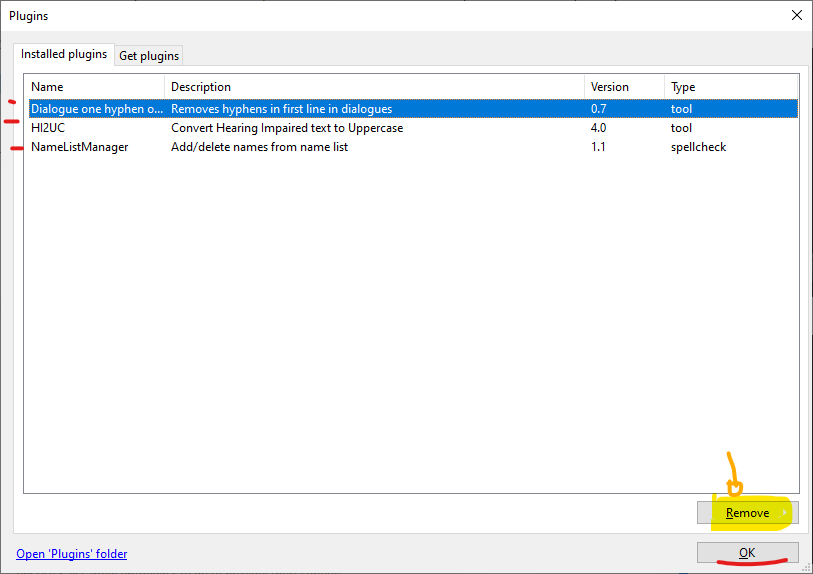 Plugins
Installed plugins Get plugins
Name Description Version Type
Dialogue one hyphen o... Removes hyphens in first line in dialogues 0.7 tool
HI2UC Convert Hearing Impaired text to Uppercase 4.0 tool
NameListManager Add/delete names from name list 1.1 spellcheck
Remove
Open 'Plugins' folder OK